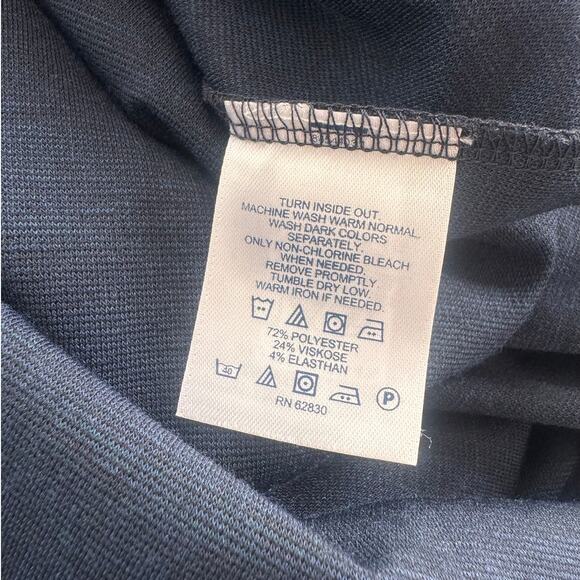 TURN INSIDE OUT.
MACHINE WASH WARM NORMAL.
WASH DARK COLORS
SEPARATELY.
ONLY NON-CHLORINE BLEACH
WHEN NEEDED.
REMOVE PROMPTLY
TUMBLE DRY LOW.
WARM IRON IF NEEDED.
72% POLYESTER
24% VISKOSE
4% ELASTHAN
40 P
RN 62830